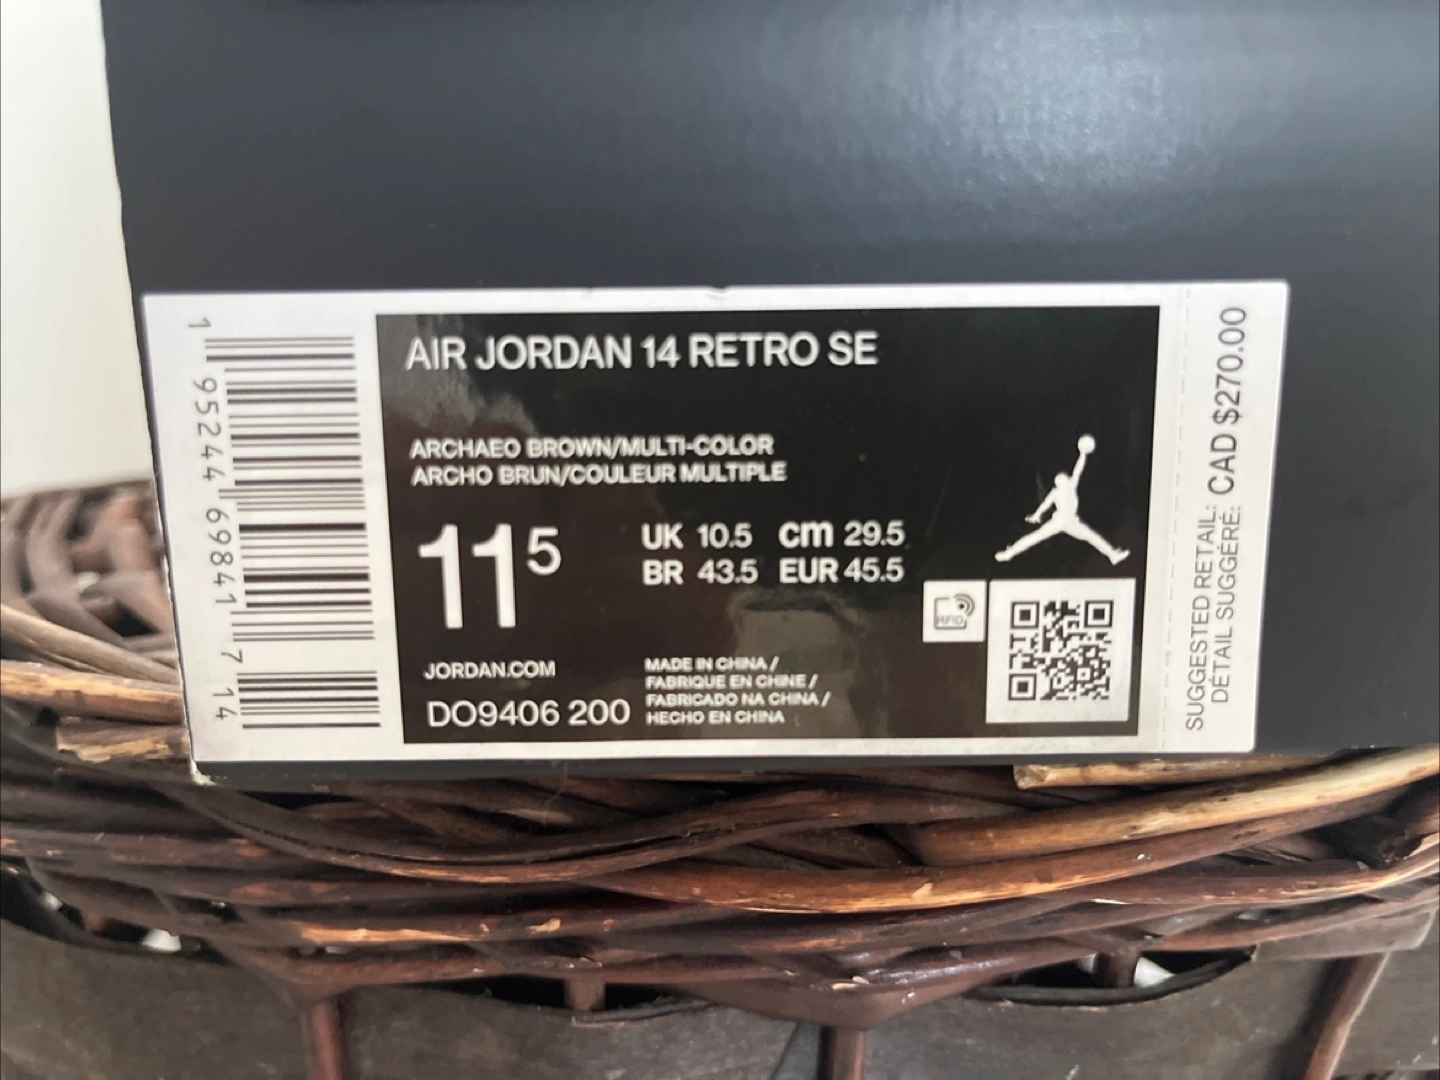 1 95244 69841 7 14
AIR JORDAN 14 RETRO SE
ARCHAEO BROWN/MULTI-COLOR
ARCHO BRUN/COULEUR MULTIPLE
11 5
UK 10.5 cm 29.5
BR 43.5 EUR 45.5
RFID
JORDAN.COM
DO9406 200
MADE IN CHINA /
FABRIQUE EN CHINE /
FABRICADO NA CHINA /
HECHO EN CHINA
SUGGESTED RETAIL:
DÉTAIL SUGGÉRÉ: CAD $270.00